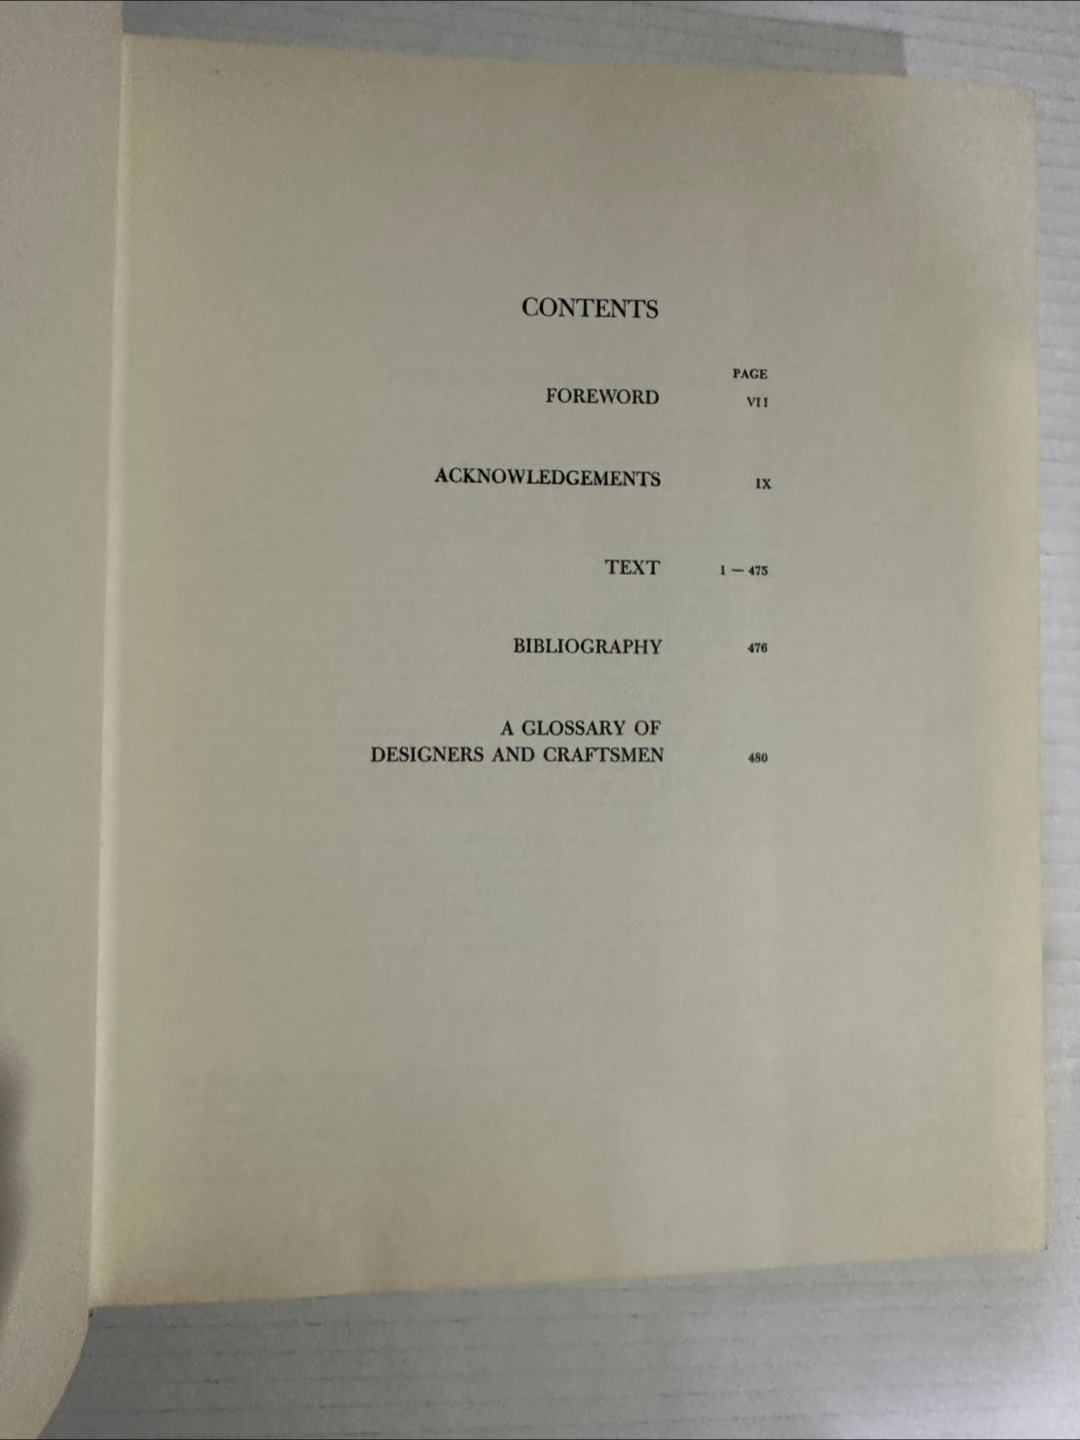 CONTENTS
PAGE
FOREWORD VII
ACKNOWLEDGEMENTS IX
TEXT 1 — 475
BIBLIOGRAPHY 476
A GLOSSARY OF
DESIGNERS AND CRAFTSMEN 480